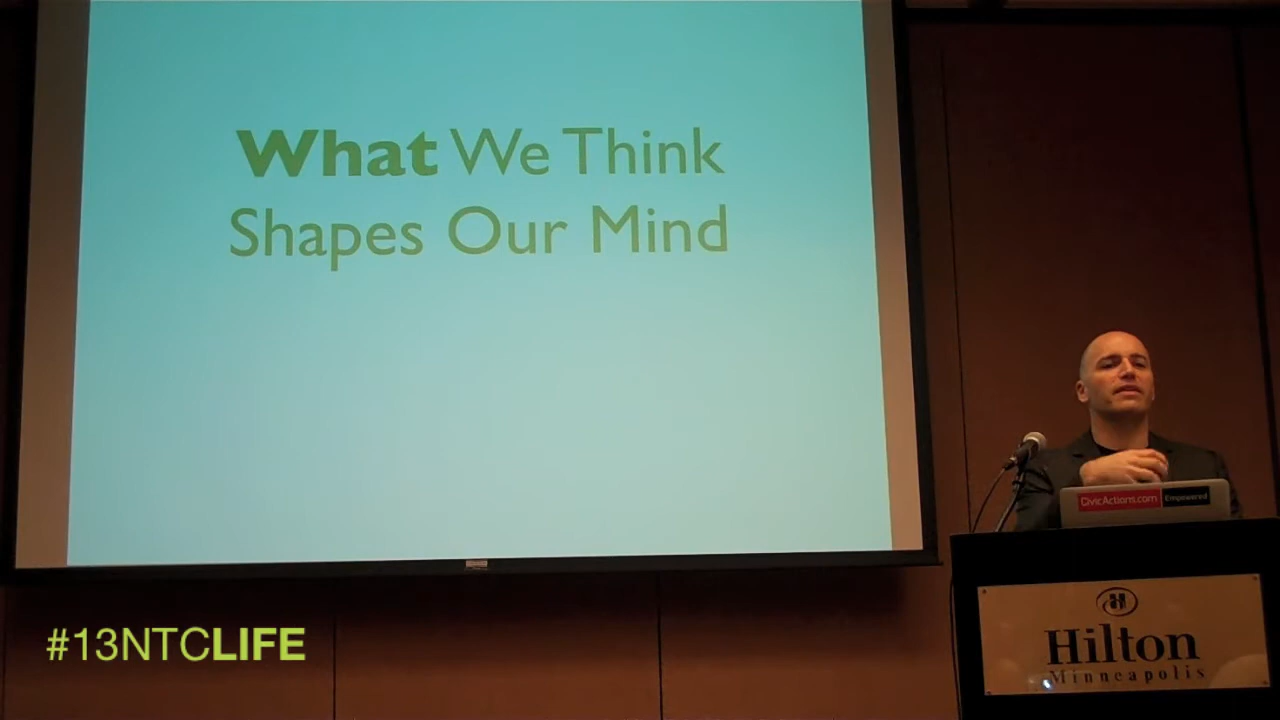 What We Think
Shapes Our Mind
CivicActions.com Empowered
#13NTCLIFE
Hilton
Minneapolis